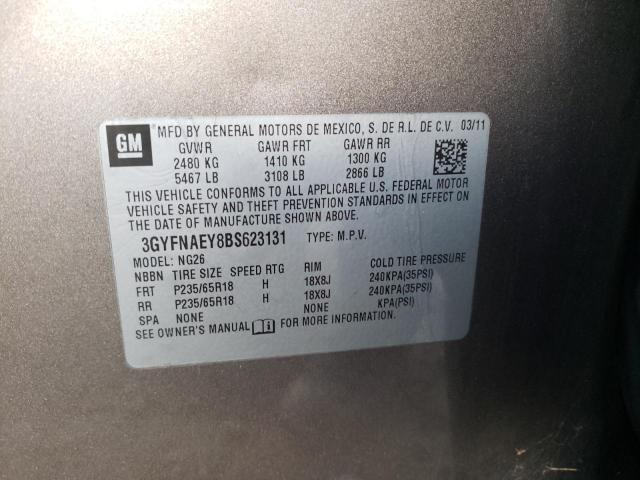 GM
MFD BY GENERAL MOTORS DE MEXICO, S. DE R.L. DE C.V. 03/11
GVWR GAWR FRT GAWR RR
2480 KG 1410 KG 1300 KG
5467 LB 3108 LB 2866 LB
THIS VEHICLE CONFORMS TO ALL APPLICABLE U.S. FEDERAL MOTOR
VEHICLE SAFETY AND THEFT PREVENTION STANDARDS IN EFFECT ON
THE DATE OF MANUFACTURE SHOWN ABOVE.
3GYFNAEY8BS623131 TYPE: M.P.V.
MODEL: NG26
NBBN TIRE SIZE SPEED RTG RIM COLD TIRE PRESSURE
FRT P235/65R18 H 18X8J 240KPA(35PSI)
RR P235/65R18 H 18X8J 240KPA(35PSI)
SPA NONE NONE KPA(PSI)
SEE OWNER'S MANUAL FOR MORE INFORMATION.